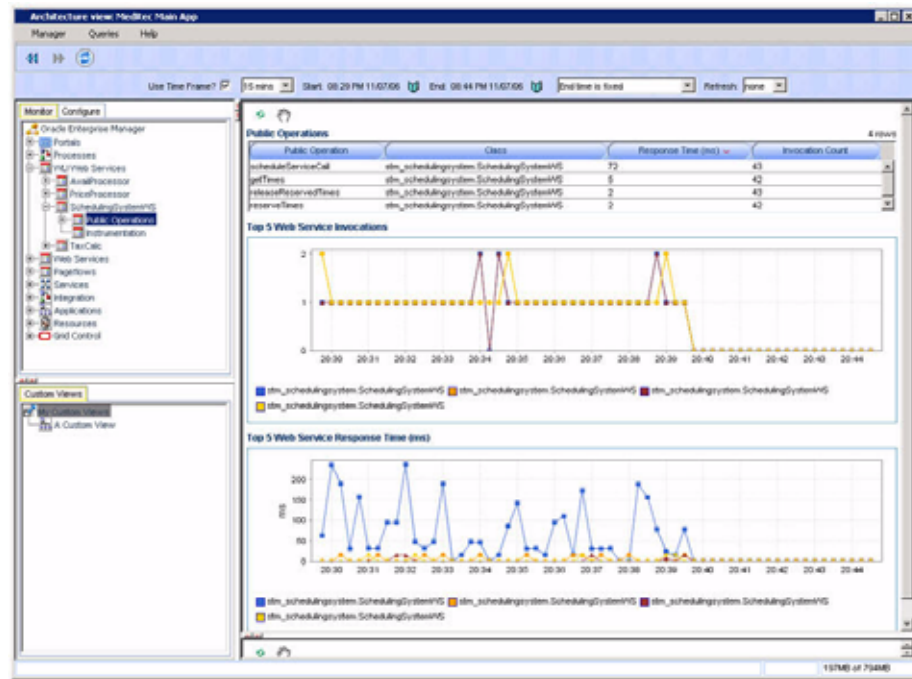 Architecture view: Meditec Main App
Manager Queries Help
Use Time Frame? 15 mins Start: 08:29 PM 11/07/06 End: 08:44 PM 11/07/06 End time is fixed Refresh: none
Monitor Configure
Oracle Enterprise Manager
Portals
Processes
WLI Web Services
AvailProcessor
PriceProcessor
SchedulingSystemWS
Public Operations
Instrumentation
TaxCalc
Web Services
Pageflows
Services
Integration
Applications
Resources
Grid Control
Custom Views
My Custom Views
A Custom View
Public Operations 4 rows
Public Operation Class Response Time (ms) Invocation Count
scheduleServiceCall stm_schedulingsystem.SchedulingSystemWS 72 43
getTimes stm_schedulingsystem.SchedulingSystemWS 5 42
releaseReservedTimes stm_schedulingsystem.SchedulingSystemWS 2 43
reserveTimes stm_schedulingsystem.SchedulingSystemWS 2 42
Top 5 Web Service Invocations
2
1
0
20:30 20:31 20:32 20:33 20:34 20:35 20:36 20:37 20:38 20:39 20:40 20:41 20:42 20:43 20:44
stm_schedulingsystem.SchedulingSystemWS stm_schedulingsystem.SchedulingSystemWS stm_schedulingsystem.SchedulingSystemWS
stm_schedulingsystem.SchedulingSystemWS
Top 5 Web Service Response Time (ms)
200
150
100
50
0
ms
20:30 20:31 20:32 20:33 20:34 20:35 20:36 20:37 20:38 20:39 20:40 20:41 20:42 20:43 20:44
stm_schedulingsystem.SchedulingSystemWS stm_schedulingsystem.SchedulingSystemWS stm_schedulingsystem.SchedulingSystemWS
stm_schedulingsystem.SchedulingSystemWS
197MB of 794MB